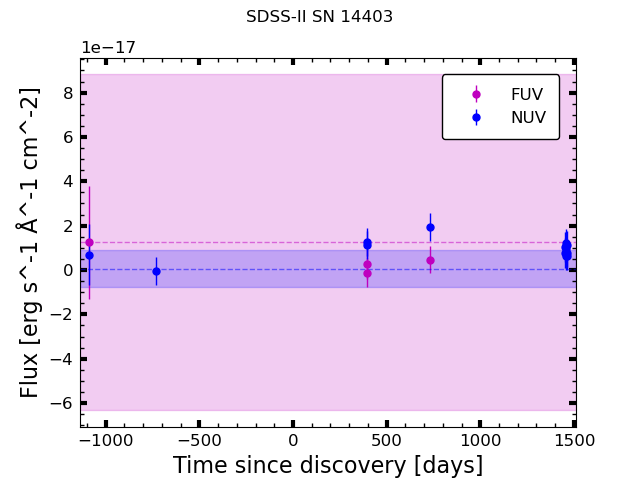 SDSS-II SN 14403
1e−17
FUV
NUV
8
6
4
2
0
−2
−4
−6
Flux [erg s^-1 Å^-1 cm^-2]
−1000
−500
0
500
1000
1500
Time since discovery [days]